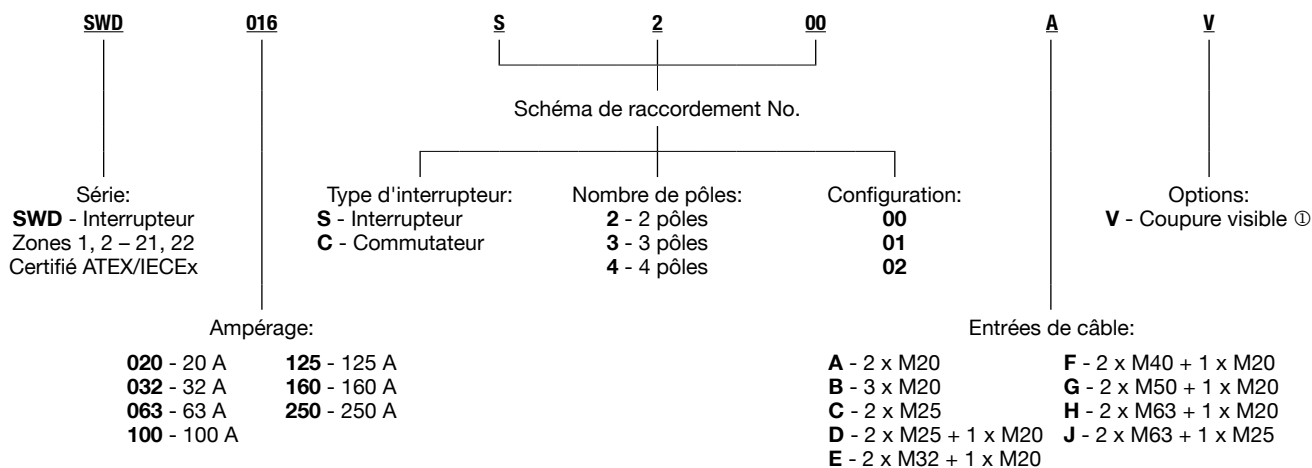 SWD 016 S 2 00 A V
Schéma de raccordement No.
Série:
SWD - Interrupteur
Zones 1, 2 – 21, 22
Certifié ATEX/IECEx
Type d'interrupteur:
S - Interrupteur
C - Commutateur
Nombre de pôles:
2 - 2 pôles
3 - 3 pôles
4 - 4 pôles
Configuration:
00
01
02
Options:
V - Coupure visible ①
Ampérage:
020 - 20 A
032 - 32 A
063 - 63 A
100 - 100 A
125 - 125 A
160 - 160 A
250 - 250 A
Entrées de câble:
A - 2 x M20
B - 3 x M20
C - 2 x M25
D - 2 x M25 + 1 x M20
E - 2 x M32 + 1 x M20
F - 2 x M40 + 1 x M20
G - 2 x M50 + 1 x M20
H - 2 x M63 + 1 x M20
J - 2 x M63 + 1 x M25